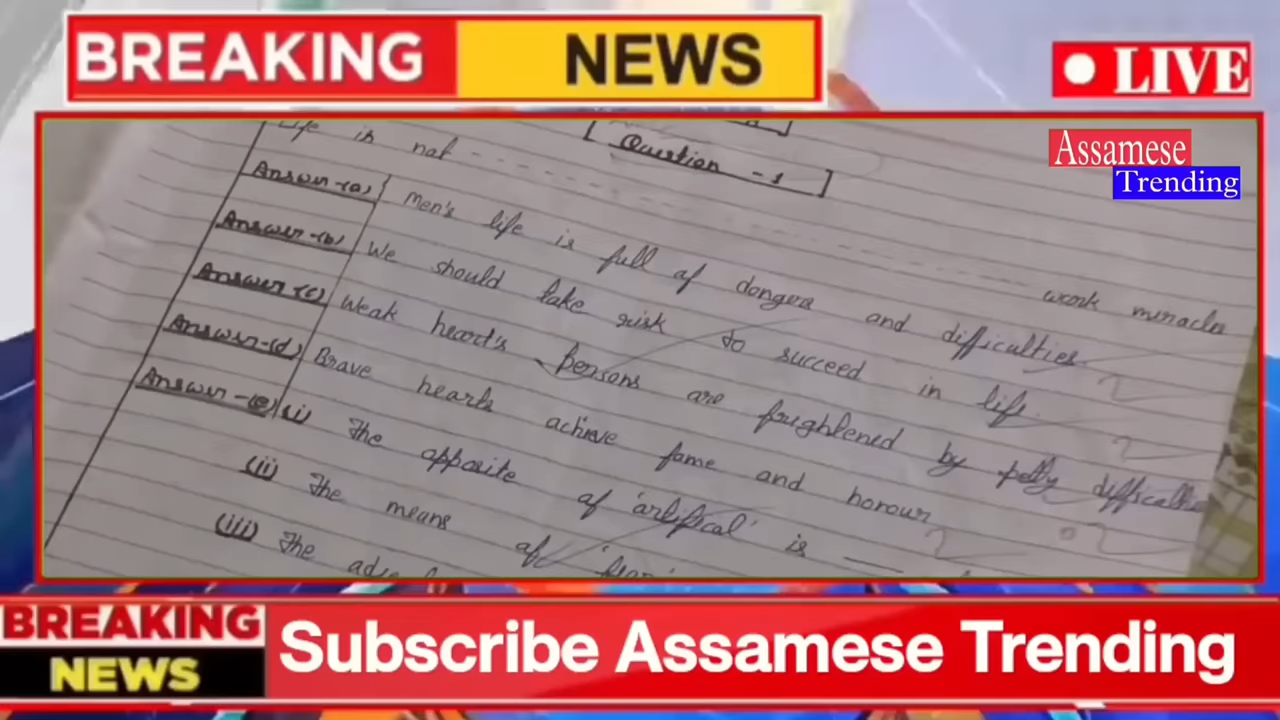 BREAKING NEWS
LIVE
Assamese
Trending
Question - 1
Life is not ------------------ work miracles
Answer-(a) Men's life is full of dangers and difficulties.
Answer-(b) We should take risk to succeed in life.
Answer-(c) Weak heart's persons are frightened by petty
Answer-(d) Brave hearts achieve fame and honour
Answer-(e) (i) The opposite of 'artifical' is
(ii) The means of
(iii) The
BREAKING
NEWS
Subscribe Assamese Trending